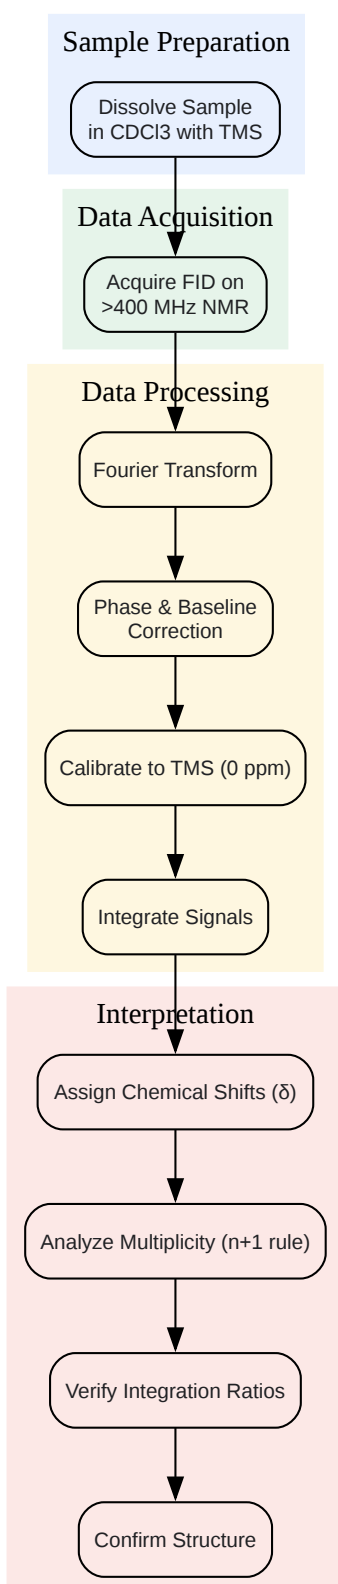 Sample Preparation
Dissolve Sample
in CDCl3 with TMS
Data Acquisition
Acquire FID on
>400 MHz NMR
Data Processing
Fourier Transform
Phase & Baseline
Correction
Calibrate to TMS (0 ppm)
Integrate Signals
Interpretation
Assign Chemical Shifts (δ)
Analyze Multiplicity (n+1 rule)
Verify Integration Ratios
Confirm Structure